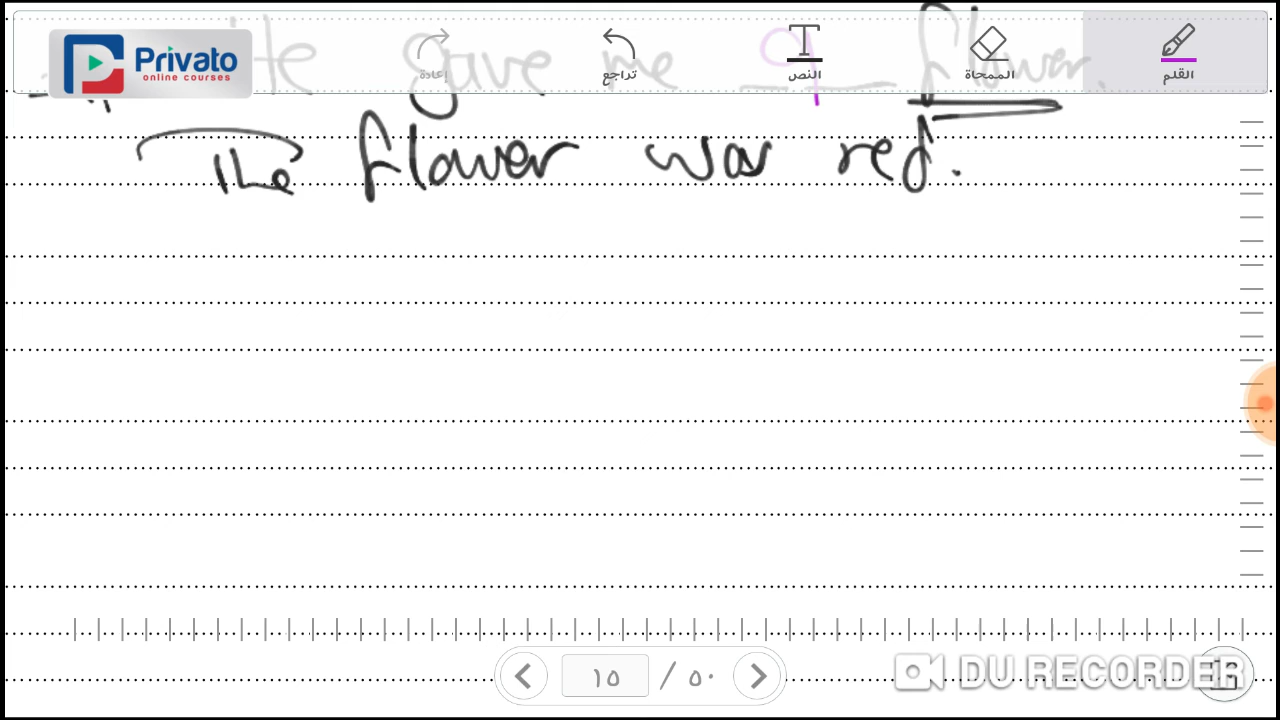 Privato
online courses
إعادة
تراجع
النص
الممحاة
القلم
gave me a flower.
The flower was red.
١٥ / ٥٠
DU RECORDER